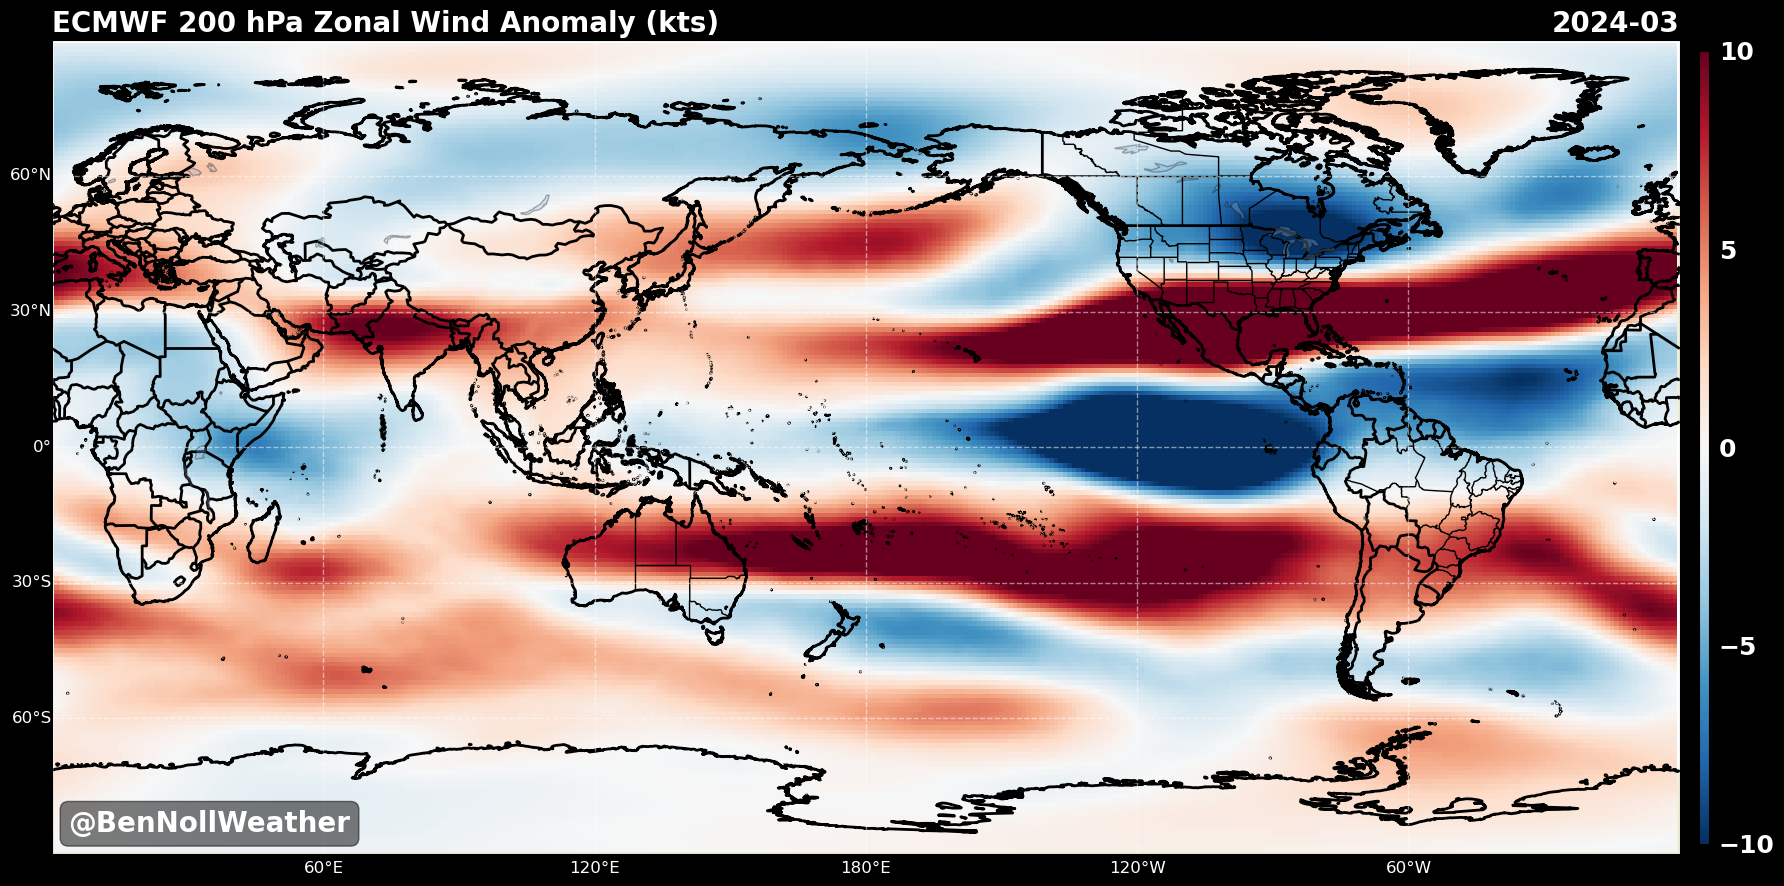 ECMWF 200 hPa Zonal Wind Anomaly (kts) 2024-03
10
5
0
−5
−10
60°N
30°N
0°
30°S
60°S
@BenNollWeather
60°E 120°E 180°E 120°W 60°W